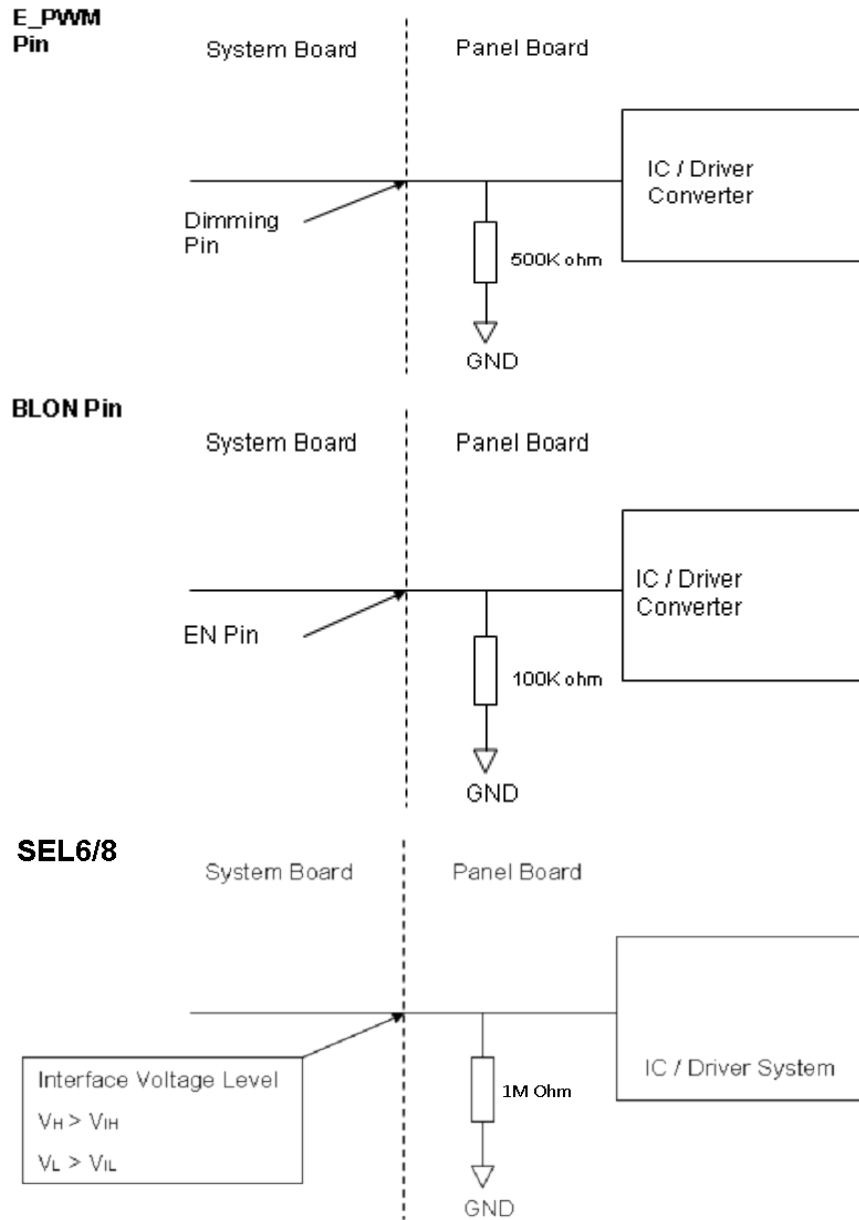 E_PWM
Pin
System Board
Panel Board
IC / Driver
Converter
Dimming
Pin
500K ohm
GND
BLON Pin
System Board
Panel Board
IC / Driver
Converter
EN Pin
100K ohm
GND
SEL6/8
System Board
Panel Board
Interface Voltage Level
VH > VIH
VL > VIL
IC / Driver System
1M Ohm
GND